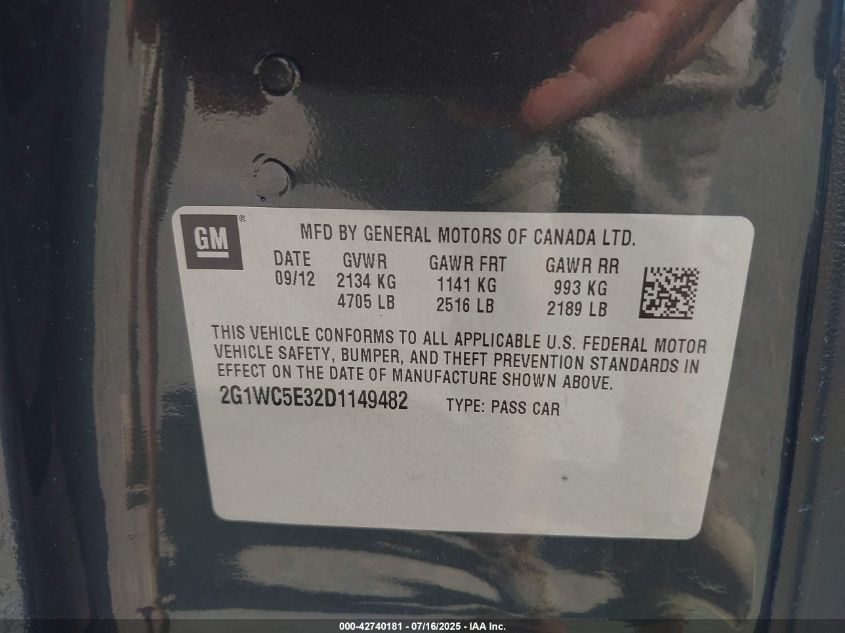 GM ®
MFD BY GENERAL MOTORS OF CANADA LTD.
DATE GVWR GAWR FRT GAWR RR
09/12 2134 KG 1141 KG 993 KG
4705 LB 2516 LB 2189 LB
THIS VEHICLE CONFORMS TO ALL APPLICABLE U.S. FEDERAL MOTOR
VEHICLE SAFETY, BUMPER, AND THEFT PREVENTION STANDARDS IN
EFFECT ON THE DATE OF MANUFACTURE SHOWN ABOVE.
2G1WC5E32D1149482 TYPE: PASS CAR
000-42740181 - 07/16/2025 - IAA Inc.